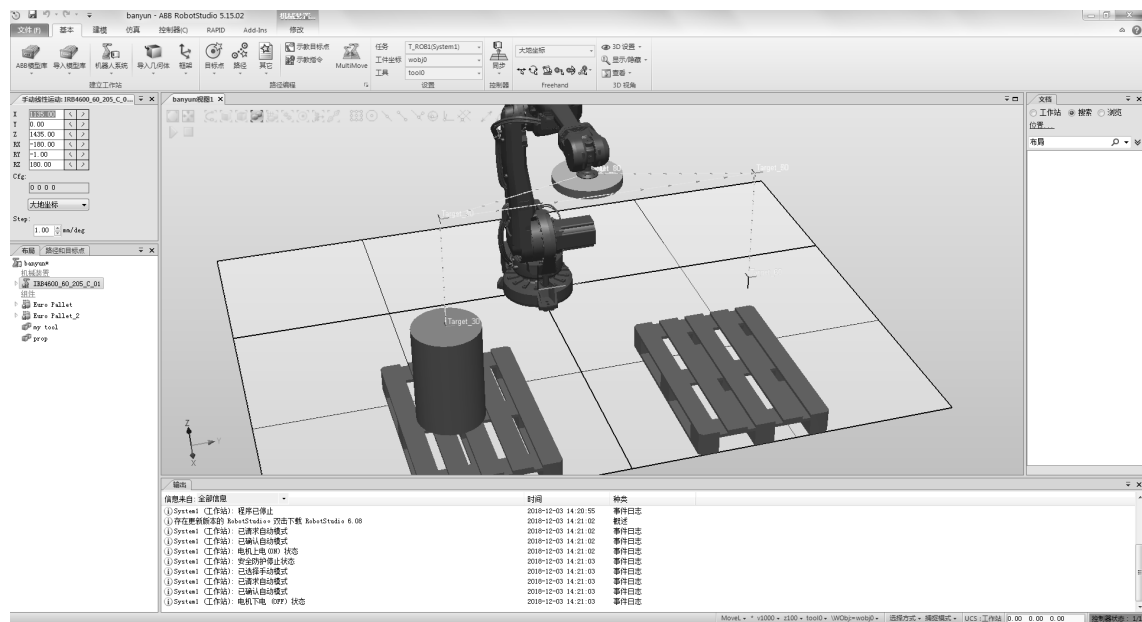 banyun - ABB RobotStudio 5.15.02
文件(F) 基本 建模 仿真 控制器(C) RAPID Add-Ins 修改
ABB模型库 导入模型库 机器人系统 导入几何体 框架
建立工作站
目标点 路径 其它
示教目标点
示教指令
MultiMove
路径编程
任务 T_ROB1(System1)
工件坐标 wobj0
工具 tool0
设置
同步
控制器
大地坐标
Freehand
3D 设置
显示/隐藏
查看
3D 视角
手动线性运动: IRB4600_60_205_C_0...
X
Y 0.00
Z 1435.00
RX -180.00
RY -1.00
RZ 180.00
Cfg:
0 0 0 0
大地坐标
Step:
1.00 mm/deg
布局 路径和目标点
banyun*
机械装置
IRB4600_60_205_C_01
组件
Euro Pallet
Euro Pallet_2
my tool
prop
banyun:视图1
Target_30
Z
Y
X
文档
工作站 搜索 浏览
位置...
布局
输出
信息来自: 全部信息 时间 种类
System1 (工作站): 程序已停止 2018-12-03 14:20:55 事件日志
存在更新版本的 RobotStudio。双击下载 RobotStudio 6.08 2018-12-03 14:21:02 概述
System1 (工作站): 已请求自动模式 2018-12-03 14:21:02 事件日志
System1 (工作站): 已确认自动模式 2018-12-03 14:21:02 事件日志
System1 (工作站): 电机上电(ON) 状态 2018-12-03 14:21:02 事件日志
System1 (工作站): 安全防护停止状态 2018-12-03 14:21:03 事件日志
System1 (工作站): 已选择手动模式 2018-12-03 14:21:03 事件日志
System1 (工作站): 已请求自动模式 2018-12-03 14:21:03 事件日志
System1 (工作站): 已确认自动模式 2018-12-03 14:21:03 事件日志
System1 (工作站): 电机下电 (OFF) 状态 2018-12-03 14:21:03 事件日志
MoveL * v1000 z100 tool0 \WObj:=wobj0 选择方式 捕捉模式 UCS:工作站 0.00 0.00 0.00 控制器状态: 1/1